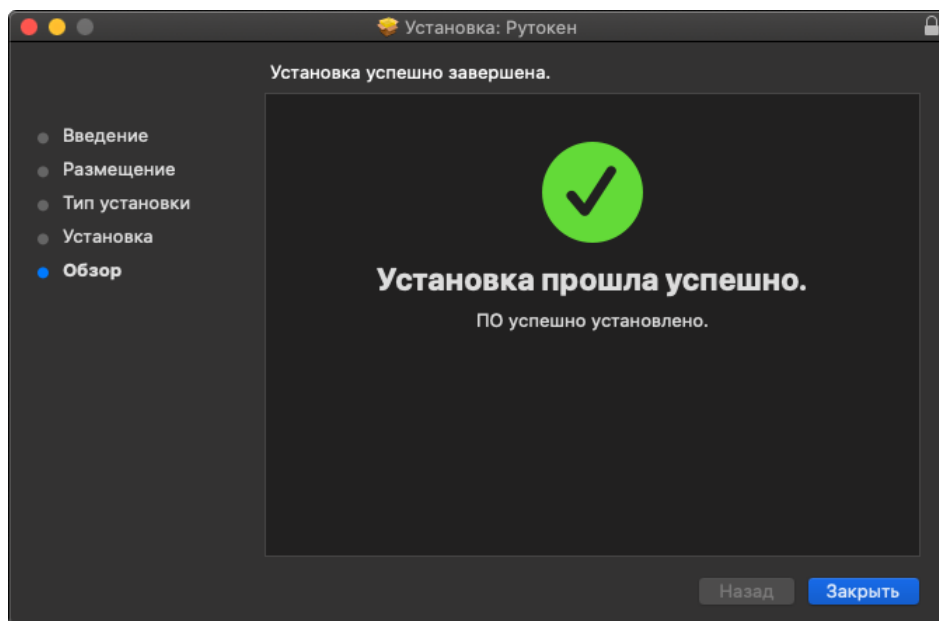 Установка: Рутокен
Установка успешно завершена.
Введение
Размещение
Тип установки
Установка
Обзор
Установка прошла успешно.
ПО успешно установлено.
Назад
Закрыть